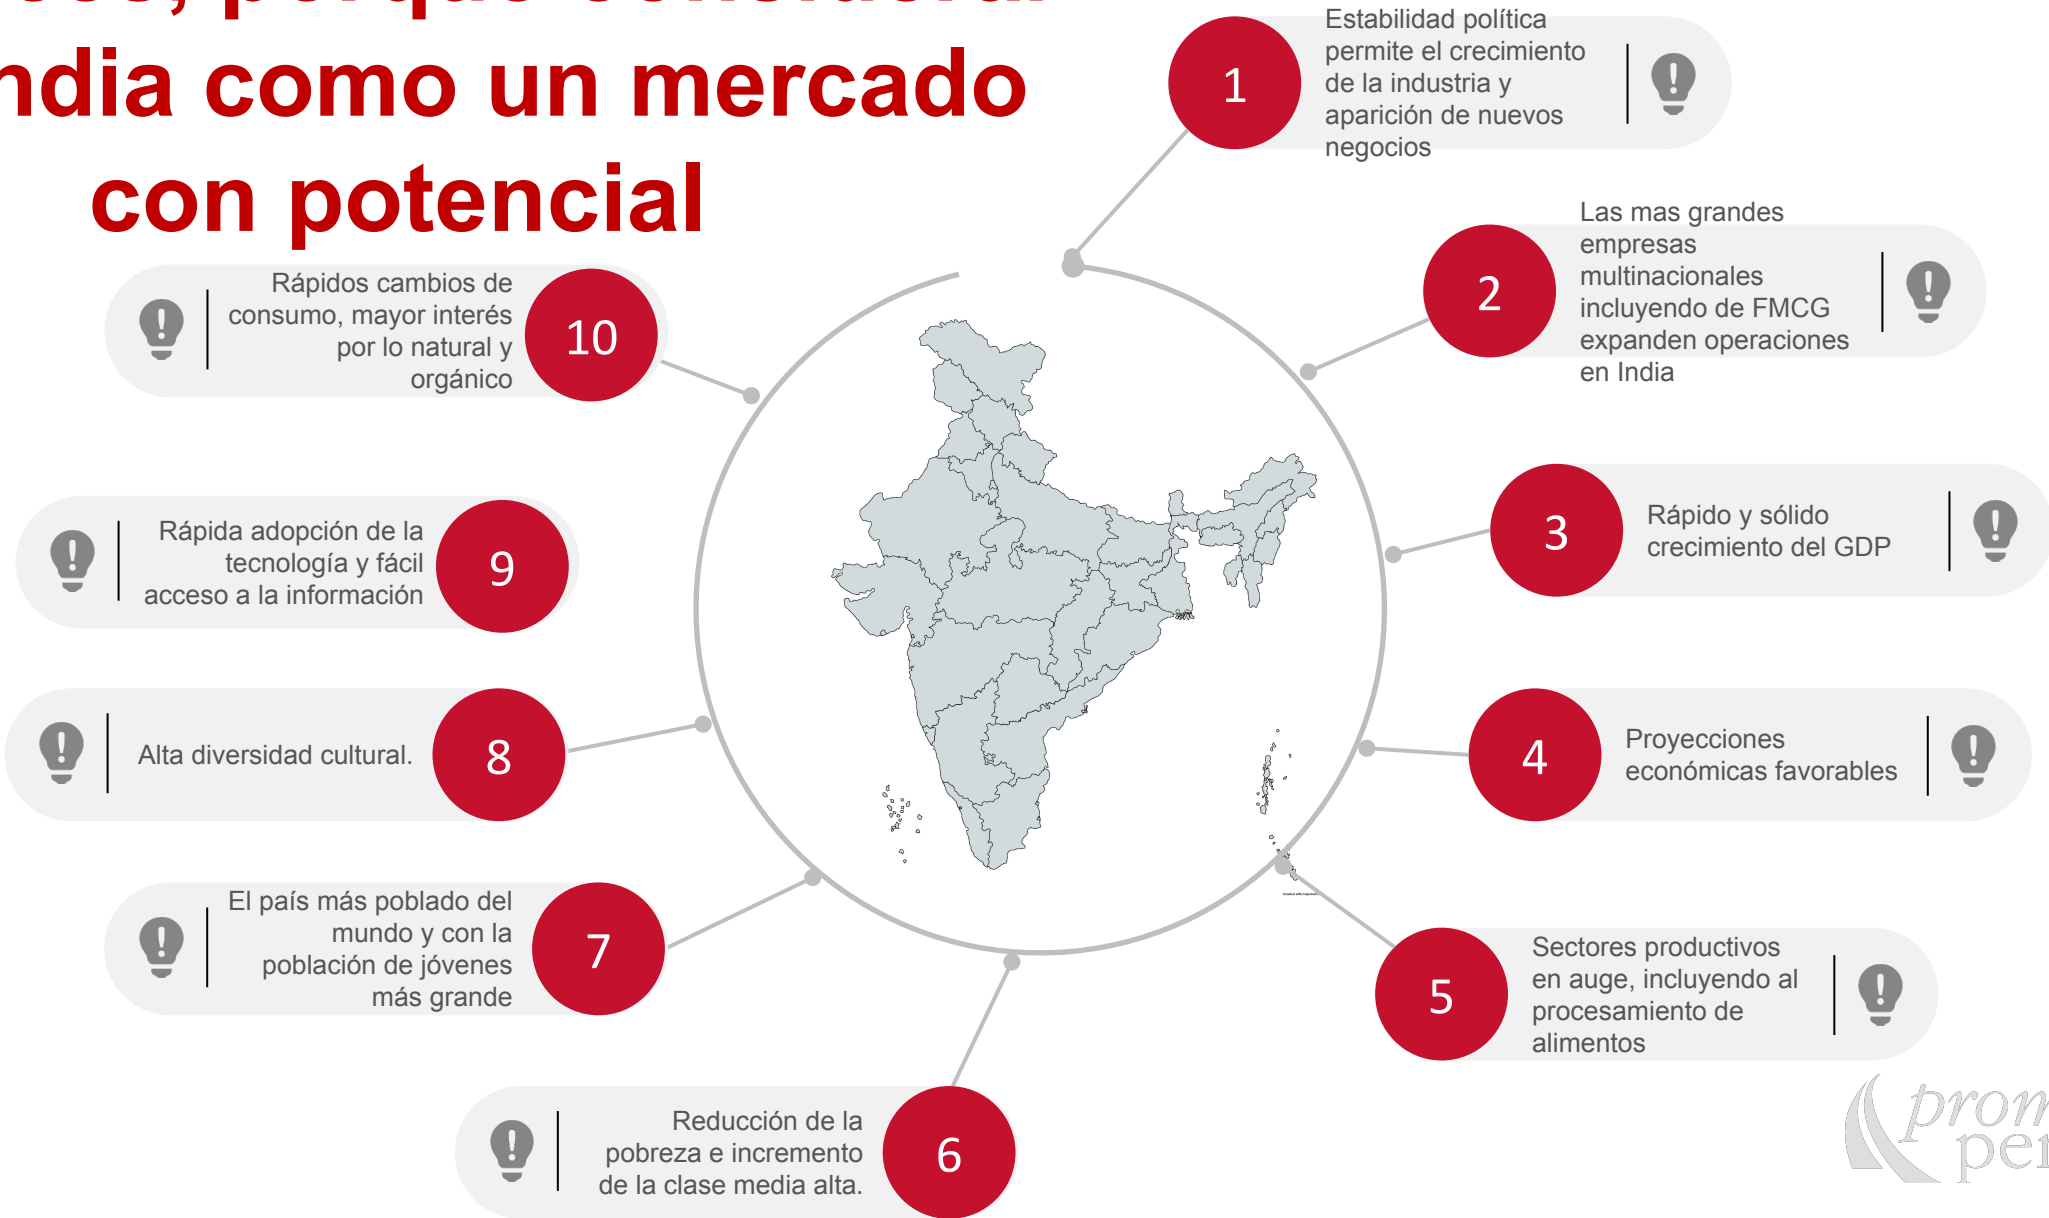 porque considerar
India como un mercado
con potencial
1
Estabilidad política
permite el crecimiento
de la industria y
aparición de nuevos
negocios
2
Las mas grandes
empresas
multinacionales
incluyendo de FMCG
expanden operaciones
en India
3
Rápido y sólido
crecimiento del GDP
4
Proyecciones
económicas favorables
5
Sectores productivos
en auge, incluyendo al
procesamiento de
alimentos
6
Reducción de la
pobreza e incremento
de la clase media alta.
7
El país más poblado del
mundo y con la
población de jóvenes
más grande
8
Alta diversidad cultural.
9
Rápida adopción de la
tecnología y fácil
acceso a la información
10
Rápidos cambios de
consumo, mayor interés
por lo natural y
orgánico